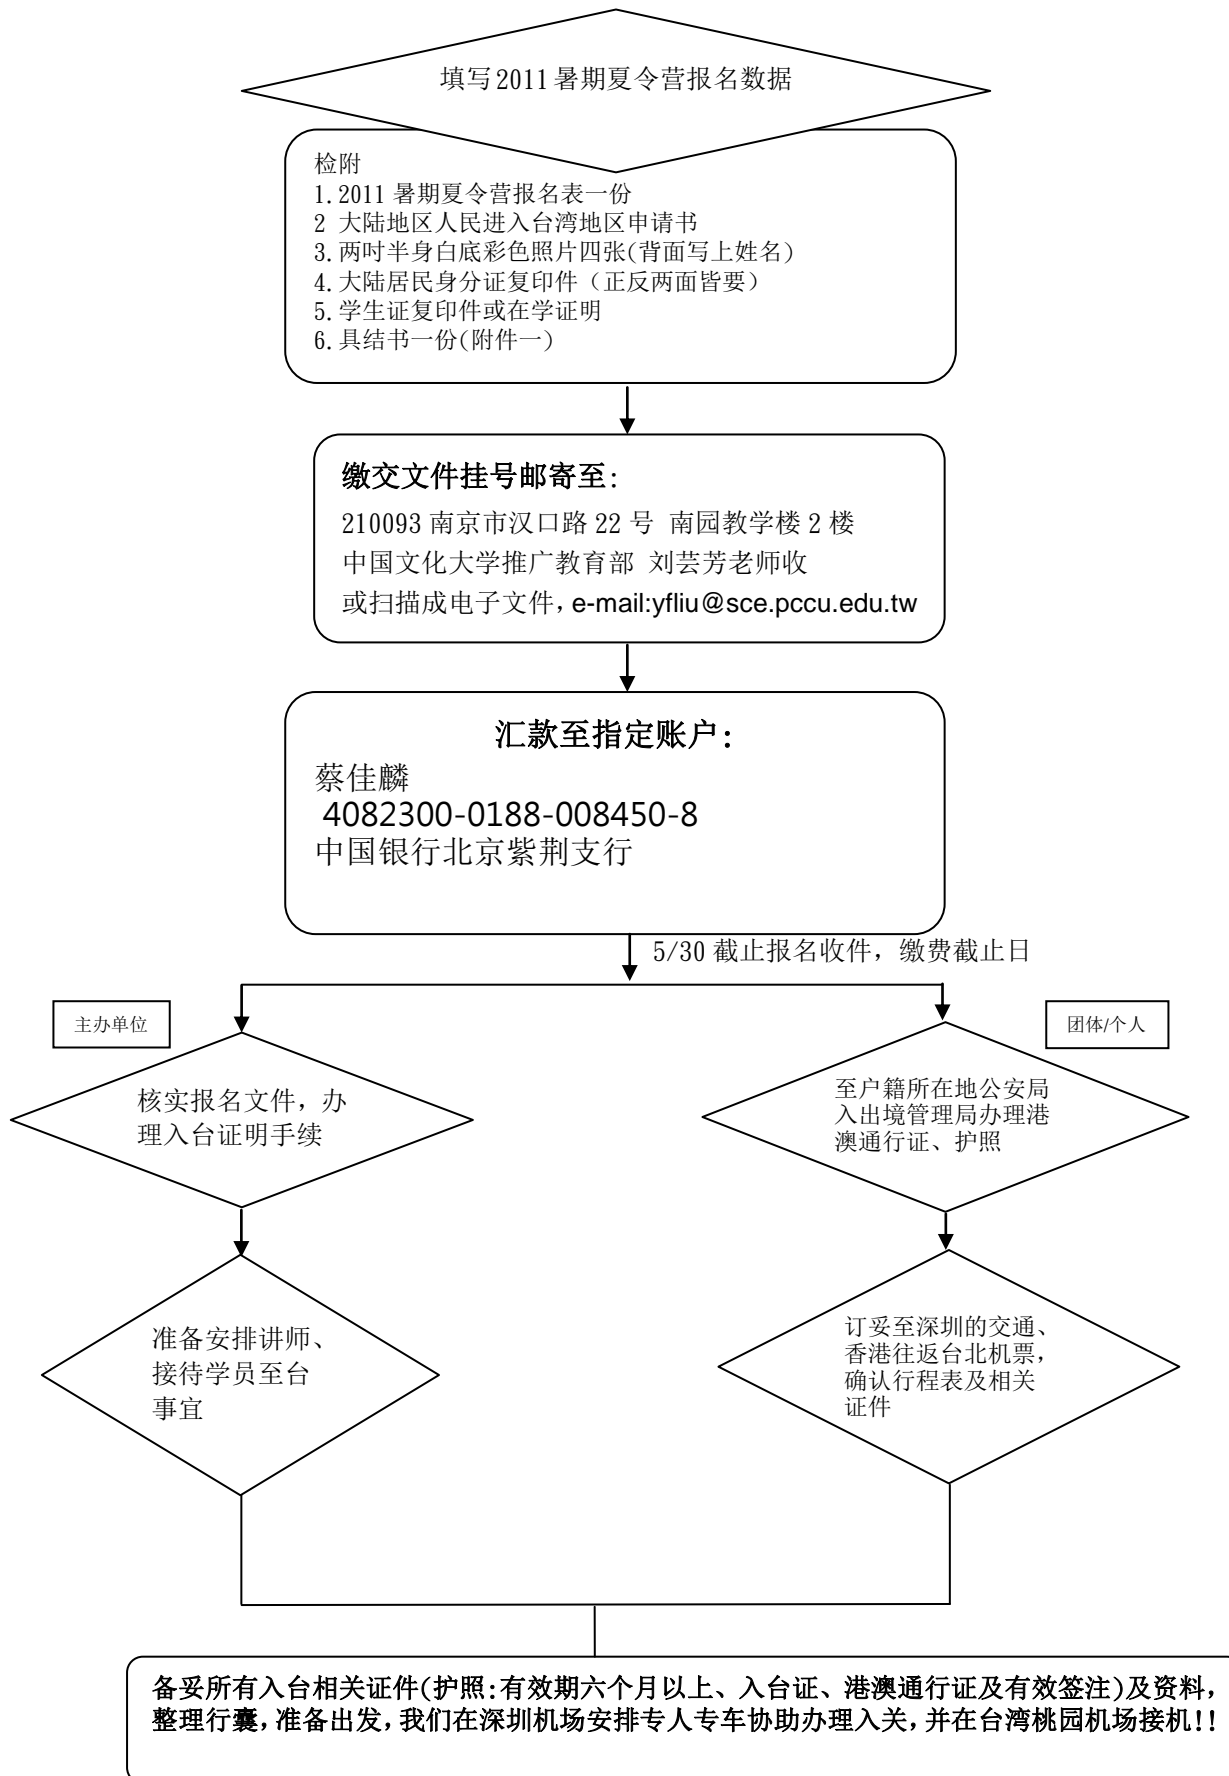 填写2011暑期夏令营报名数据
检附
1.2011暑期夏令营报名表一份
2 大陆地区人民进入台湾地区申请书
3.两吋半身白底彩色照片四张(背面写上姓名)
4.大陆居民身分证复印件（正反两面皆要）
5.学生证复印件或在学证明
6.具结书一份(附件一)
缴交文件挂号邮寄至:
210093 南京市汉口路 22 号 南园教学楼 2 楼
中国文化大学推广教育部 刘芸芳老师收
或扫描成电子文件，e-mail:yfliu@sce.pccu.edu.tw
汇款至指定账户:
蔡佳麟
4082300-0188-008450-8
中国银行北京紫荆支行
5/30 截止报名收件，缴费截止日
主办单位
核实报名文件，办
理入台证明手续
准备安排讲师、
接待学员至台
事宜
团体/个人
至户籍所在地公安局
入出境管理局办理港
澳通行证、护照
订妥至深圳的交通、
香港往返台北机票，
确认行程表及相关
证件
备妥所有入台相关证件(护照:有效期六个月以上、入台证、港澳通行证及有效签注)及资料，
整理行囊，准备出发，我们在深圳机场安排专人专车协助办理入关，并在台湾桃园机场接机!!